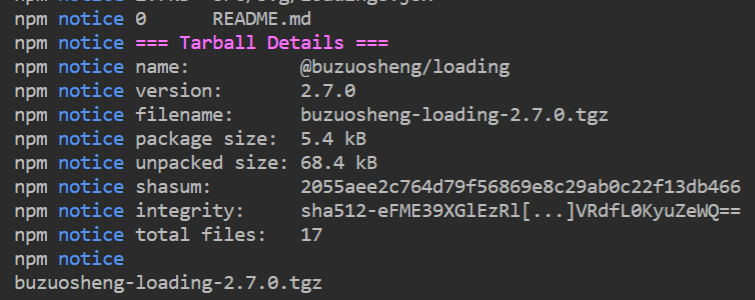 npm notice 0 README.md
npm notice === Tarball Details ===
npm notice name: @buzuosheng/loading
npm notice version: 2.7.0
npm notice filename: buzuosheng-loading-2.7.0.tgz
npm notice package size: 5.4 kB
npm notice unpacked size: 68.4 kB
npm notice shasum: 2055aee2c764d79f56869e8c29ab0c22f13db466
npm notice integrity: sha512-eFME39XGlEzRl[...]VRdfL0KyuZeWQ==
npm notice total files: 17
npm notice
buzuosheng-loading-2.7.0.tgz